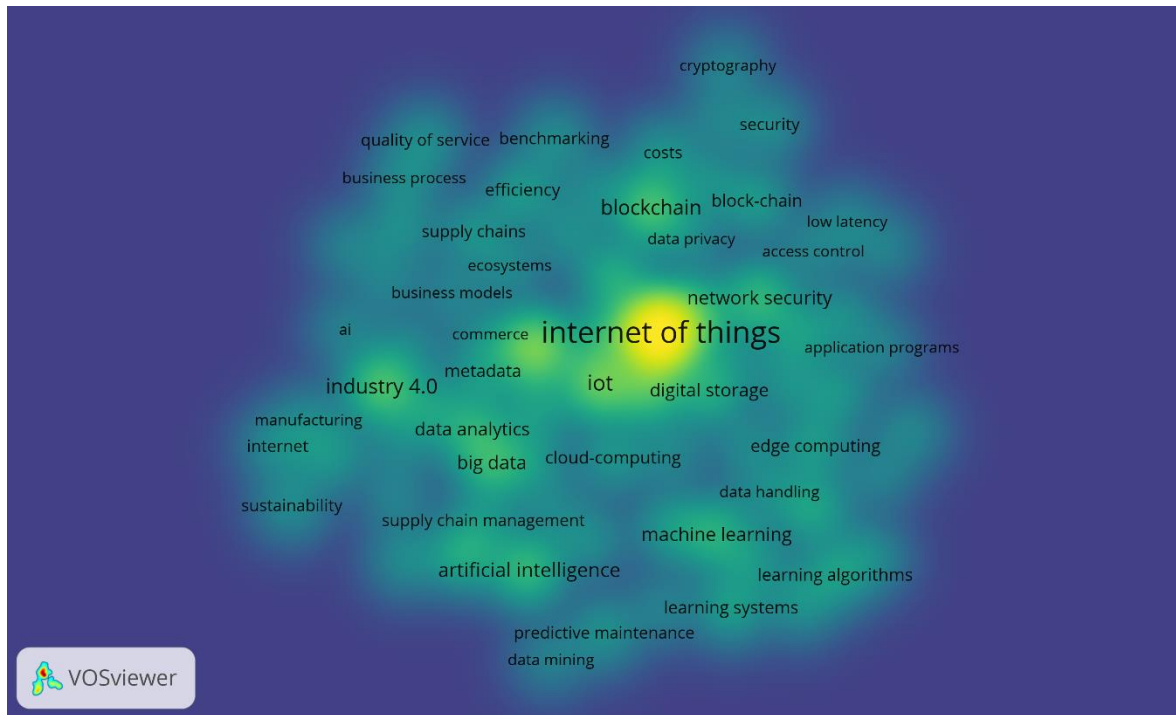 cryptography
security
quality of service
benchmarking
costs
business process
efficiency
blockchain
block-chain
low latency
supply chains
data privacy
access control
ecosystems
business models
network security
ai
commerce
internet of things
application programs
metadata
industry 4.0
iot
digital storage
manufacturing
data analytics
internet
big data
cloud-computing
edge computing
data handling
sustainability
supply chain management
machine learning
artificial intelligence
learning algorithms
learning systems
predictive maintenance
data mining
VOSviewer